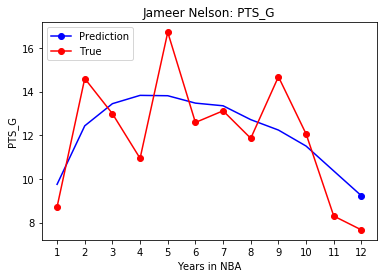 Jameer Nelson: PTS_G
Prediction
True
PTS_G
16
14
12
10
8
1 2 3 4 5 6 7 8 9 10 11 12
Years in NBA